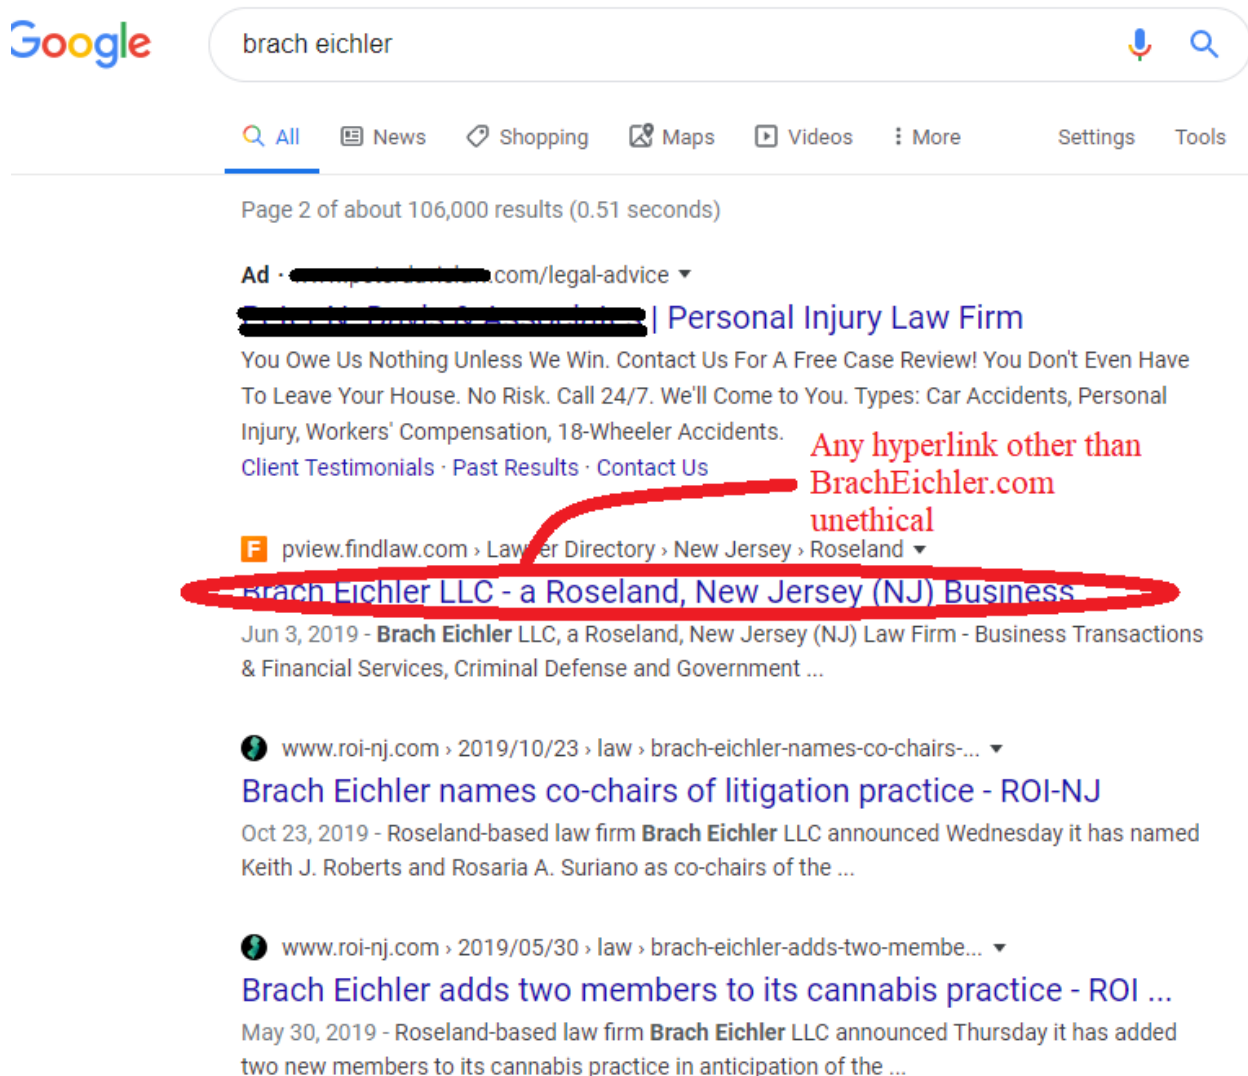 Google
brach eichler
All News Shopping Maps Videos More Settings Tools
Page 2 of about 106,000 results (0.51 seconds)
Ad · .com/legal-advice
| Personal Injury Law Firm
You Owe Us Nothing Unless We Win. Contact Us For A Free Case Review! You Don't Even Have
To Leave Your House. No Risk. Call 24/7. We'll Come to You. Types: Car Accidents, Personal
Injury, Workers' Compensation, 18-Wheeler Accidents.
Client Testimonials · Past Results · Contact Us
Any hyperlink other than
BrachEichler.com
unethical
F pview.findlaw.com › Lawyer Directory › New Jersey › Roseland
Brach Eichler LLC - a Roseland, New Jersey (NJ) Business
Jun 3, 2019 - Brach Eichler LLC, a Roseland, New Jersey (NJ) Law Firm - Business Transactions
& Financial Services, Criminal Defense and Government ...
www.roi-nj.com › 2019/10/23 › law › brach-eichler-names-co-chairs-...
Brach Eichler names co-chairs of litigation practice - ROI-NJ
Oct 23, 2019 - Roseland-based law firm Brach Eichler LLC announced Wednesday it has named
Keith J. Roberts and Rosaria A. Suriano as co-chairs of the ...
www.roi-nj.com › 2019/05/30 › law › brach-eichler-adds-two-membe...
Brach Eichler adds two members to its cannabis practice - ROI ...
May 30, 2019 - Roseland-based law firm Brach Eichler LLC announced Thursday it has added
two new members to its cannabis practice in anticipation of the ...